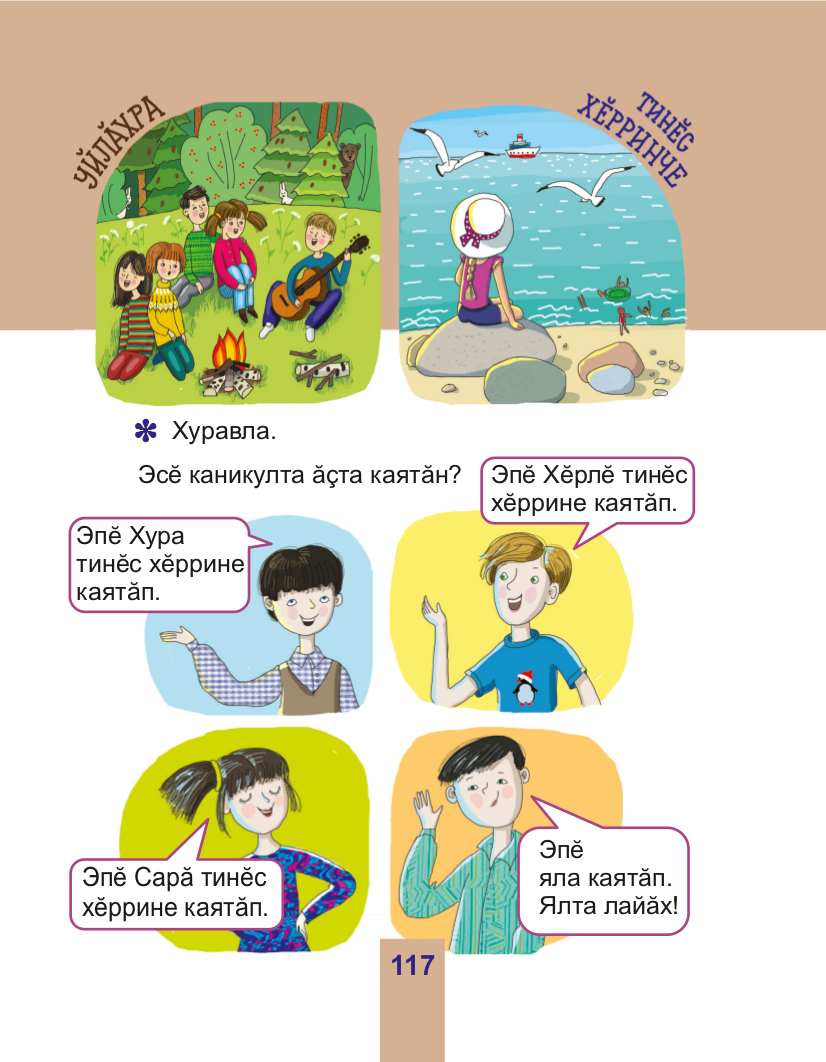 УЙЛĂХРА
ТИНĔС
ХĔРРИНЧЕ
Хуравла.
Эсĕ каникулта ăçта каятăн?
Эпĕ Хĕрлĕ тинĕс
хĕррине каятăп.
Эпĕ Хура
тинĕс хĕррине
каятăп.
Эпĕ Сарă тинĕс
хĕррине каятăп.
Эпĕ
яла каятăп.
Ялта лайăх!
117